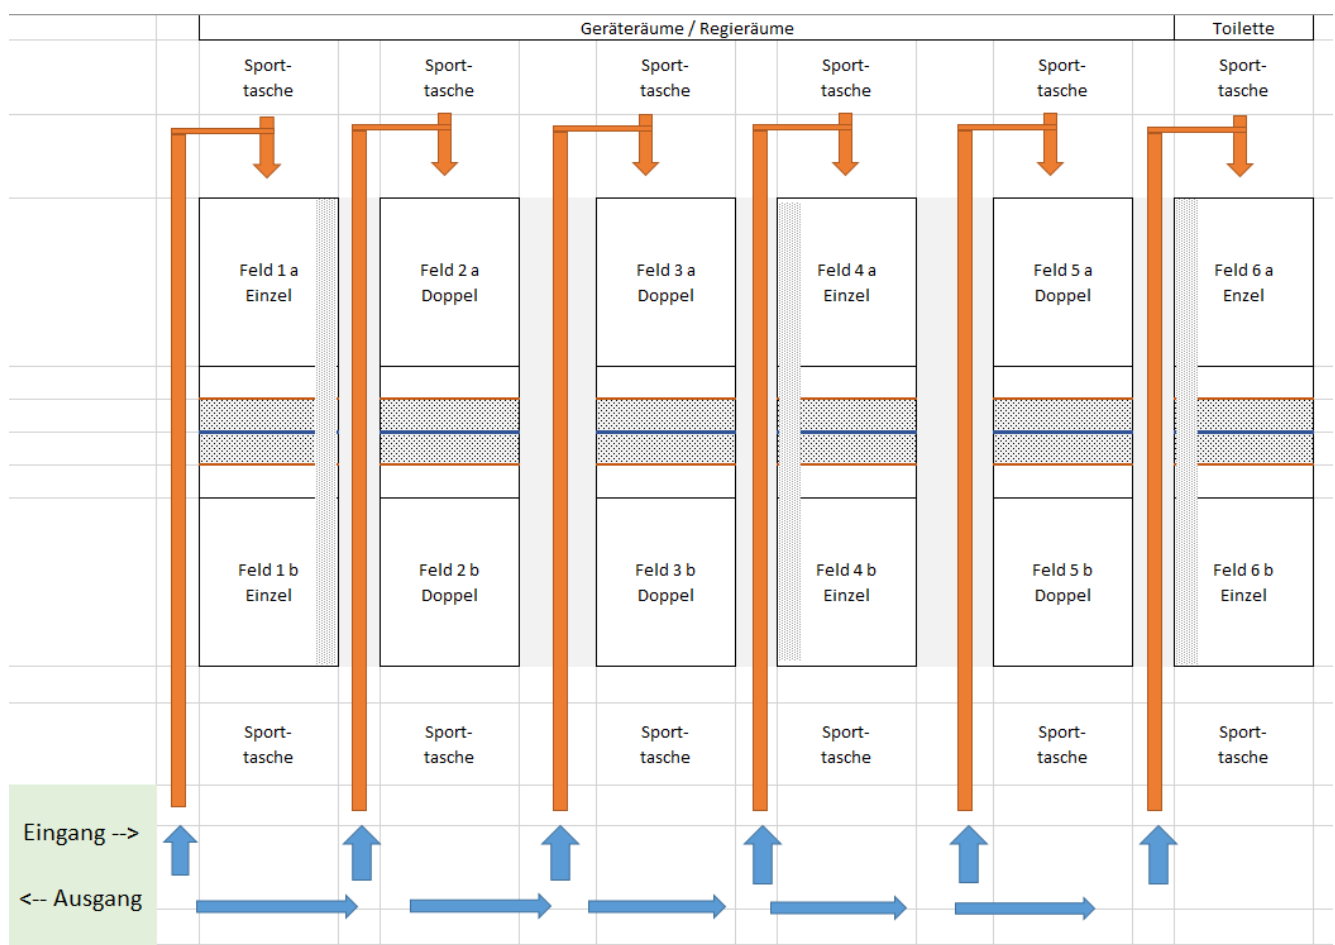 Geräteräume / Regieräume
Toilette
Sport-
tasche
Sport-
tasche
Sport-
tasche
Sport-
tasche
Sport-
tasche
Sport-
tasche
Feld 1 a
Einzel
Feld 2 a
Doppel
Feld 3 a
Doppel
Feld 4 a
Einzel
Feld 5 a
Doppel
Feld 6 a
Enzel
Feld 1 b
Einzel
Feld 2 b
Doppel
Feld 3 b
Doppel
Feld 4 b
Einzel
Feld 5 b
Doppel
Feld 6 b
Einzel
Sport-
tasche
Sport-
tasche
Sport-
tasche
Sport-
tasche
Sport-
tasche
Sport-
tasche
Eingang -->
<-- Ausgang